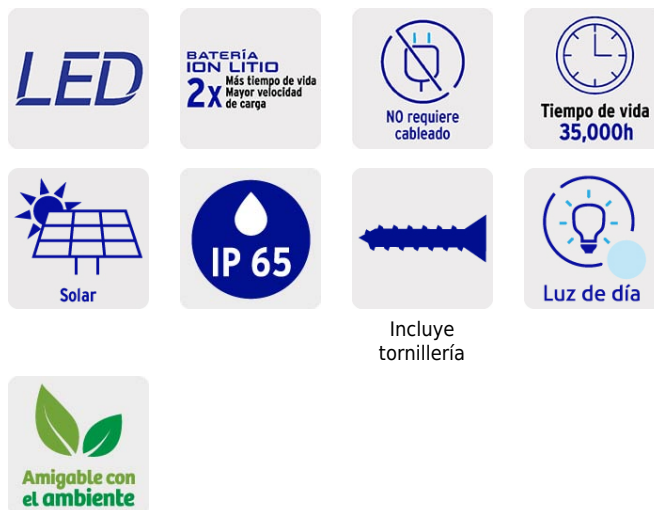 LED
BATERÍA
ION LITIO
2x Más tiempo de vida
Mayor velocidad
de carga
NO requiere
cableado
Tiempo de vida
35,000h
Solar
IP 65
Luz de día
Incluye
tornillería
Amigable con
el ambiente